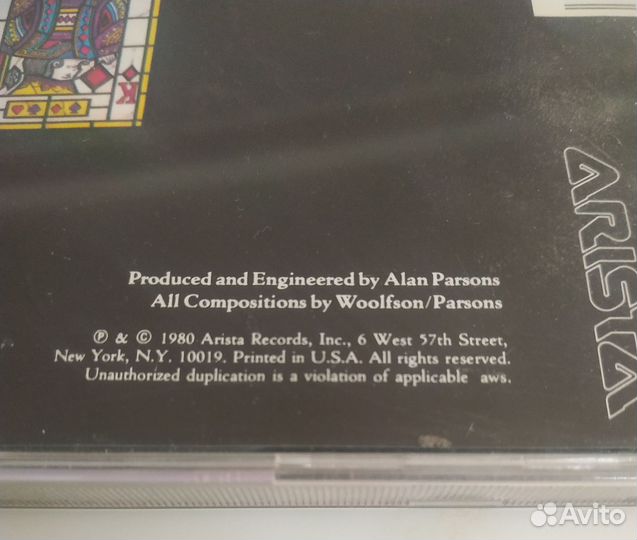 K
ARISTA
Produced and Engineered by Alan Parsons
All Compositions by Woolfson/Parsons
℗ & © 1980 Arista Records, Inc., 6 West 57th Street,
New York, N.Y. 10019. Printed in U.S.A. All rights reserved.
Unauthorized duplication is a violation of applicable aws.
Avito